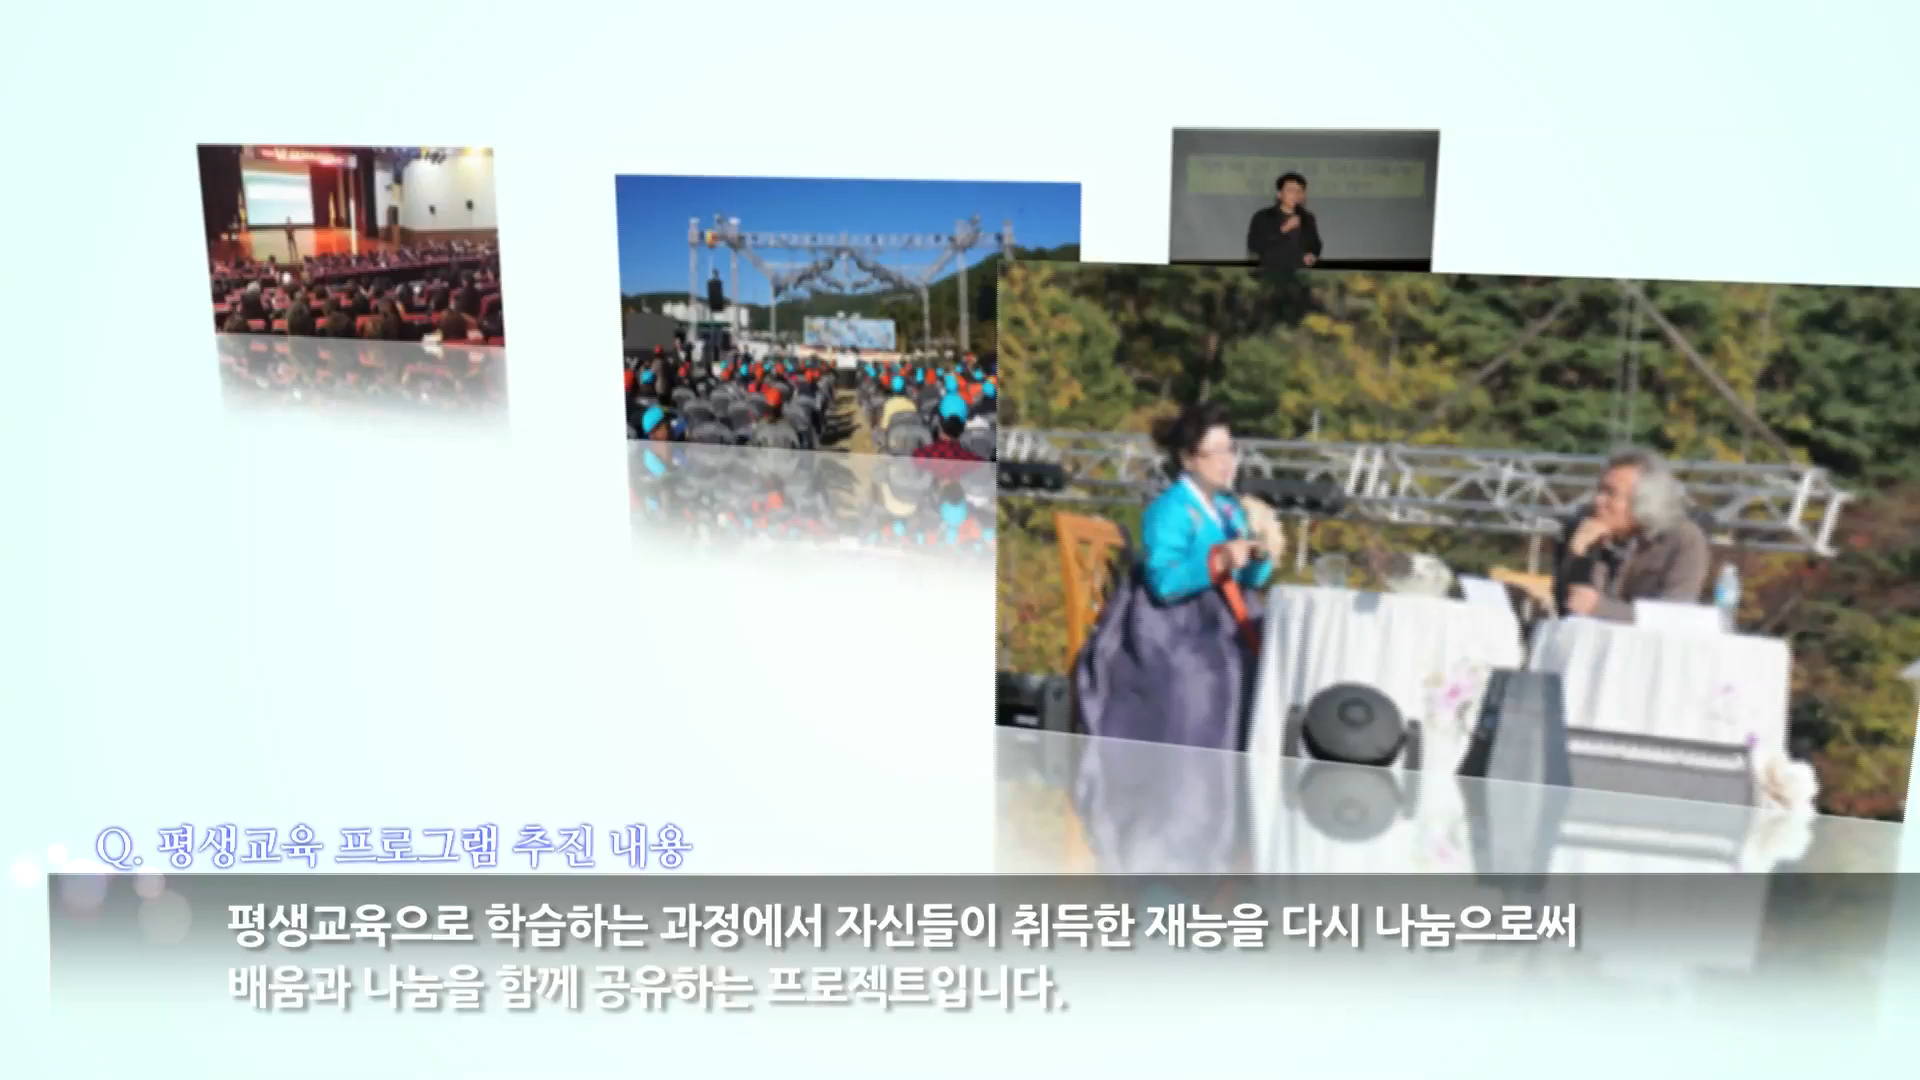 Q. 평생교육 프로그램 추진 내용
평생교육으로 학습하는 과정에서 자신들이 취득한 재능을 다시 나눔으로써
배움과 나눔을 함께 공유하는 프로젝트입니다.